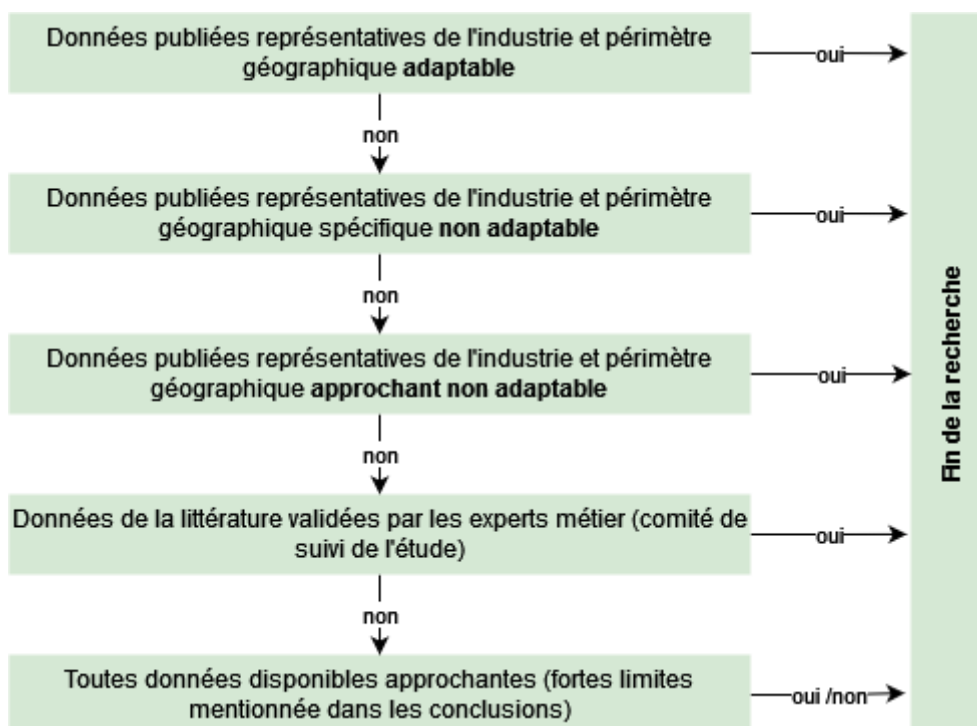 Données publiées représentatives de l'industrie et périmètre
géographique adaptable
oui
non
Données publiées représentatives de l'industrie et périmètre
géographique spécifique non adaptable
oui
non
Données publiées représentatives de l'industrie et périmètre
géographique approchant non adaptable
oui
non
Données de la littérature validées par les experts métier (comité de
suivi de l'étude)
oui
non
Toutes données disponibles approchantes (fortes limites
mentionnée dans les conclusions)
oui /non
Fin de la recherche